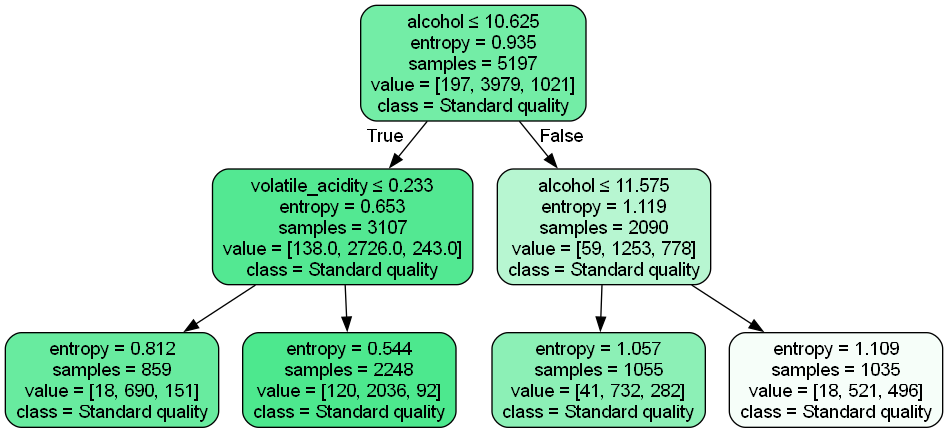 alcohol ≤ 10.625
entropy = 0.935
samples = 5197
value = [197, 3979, 1021]
class = Standard quality
True
False
volatile_acidity ≤ 0.233
entropy = 0.653
samples = 3107
value = [138.0, 2726.0, 243.0]
class = Standard quality
alcohol ≤ 11.575
entropy = 1.119
samples = 2090
value = [59, 1253, 778]
class = Standard quality
entropy = 0.812
samples = 859
value = [18, 690, 151]
class = Standard quality
entropy = 0.544
samples = 2248
value = [120, 2036, 92]
class = Standard quality
entropy = 1.057
samples = 1055
value = [41, 732, 282]
class = Standard quality
entropy = 1.109
samples = 1035
value = [18, 521, 496]
class = Standard quality